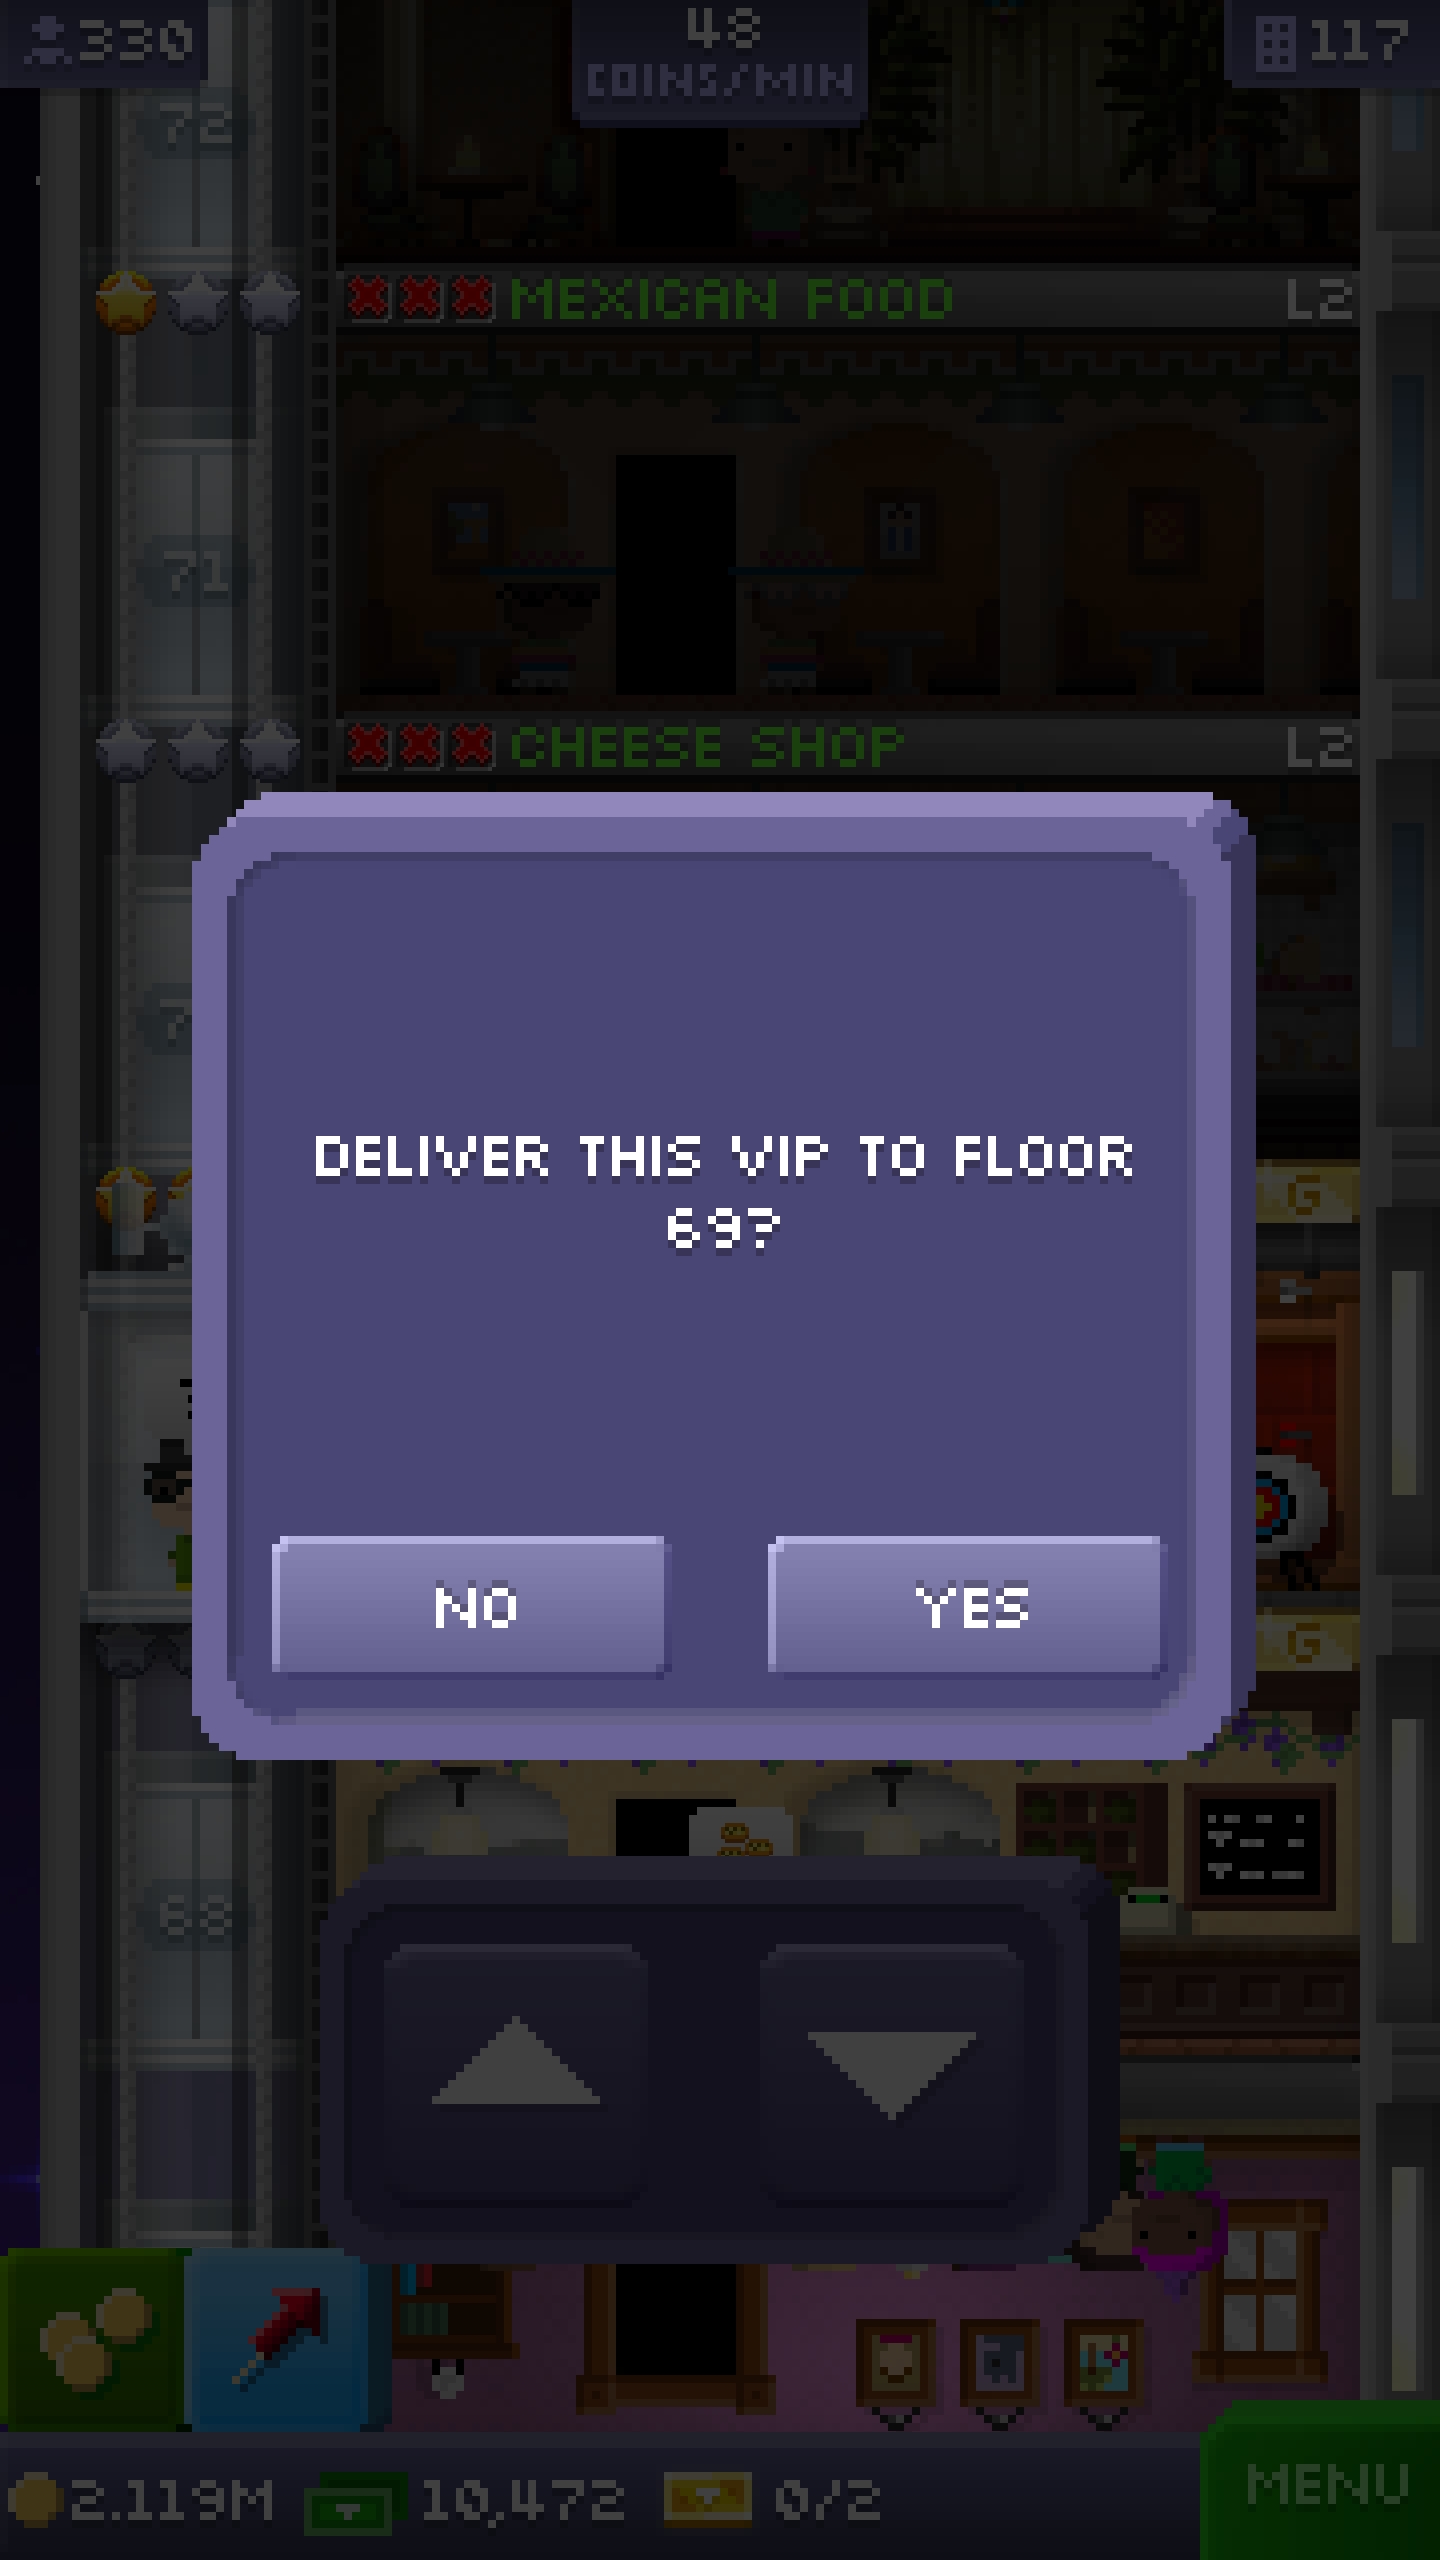 330
48
COINS/MIN
117
72
MEXICAN FOOD
L2
71
CHEESE SHOP
L2
G
DELIVER THIS VIP TO FLOOR
69?
NO
YES
G
68
2.119M
10,472
0/2
MENU